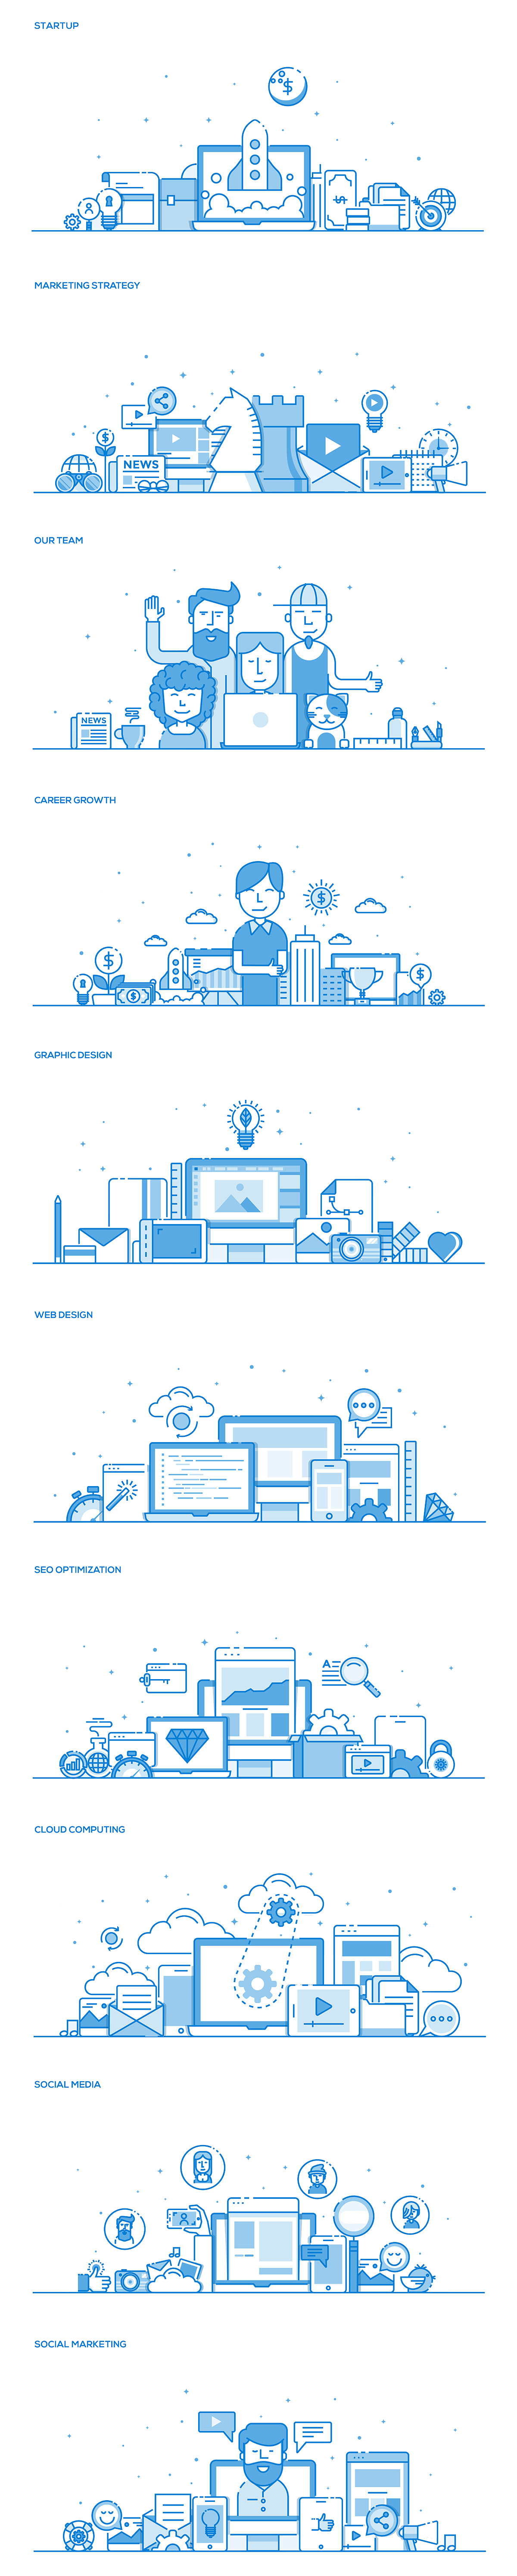 STARTUP
$
$
MARKETING STRATEGY
$
NEWS
OUR TEAM
NEWS
CAREER GROWTH
$
$
$
$
GRAPHIC DESIGN
WEB DESIGN
SEO OPTIMIZATION
A
CLOUD COMPUTING
SOCIAL MEDIA
SOCIAL MARKETING